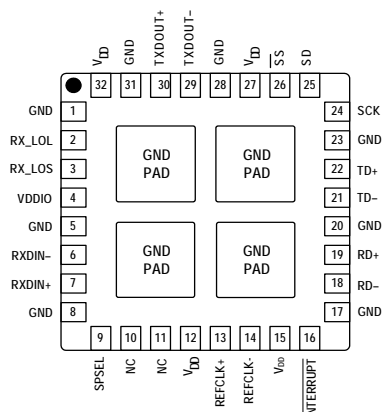 VDD
GND
TXDOUT+
TXDOUT–
GND
VDD
SS
SD
32 31 30 29 28 27 26 25
GND 1
RX_LOL 2
RX_LOS 3
VDDIO 4
GND 5
RXDIN– 6
RXDIN+ 7
GND 8
GND
PAD
GND
PAD
GND
PAD
GND
PAD
24 SCK
23 GND
22 TD+
21 TD–
20 GND
19 RD+
18 RD–
17 GND
9 10 11 12 13 14 15 16
SPSEL
NC
NC
VDD
REFCLK+
REFCLK-
VDD
NTERRUPT